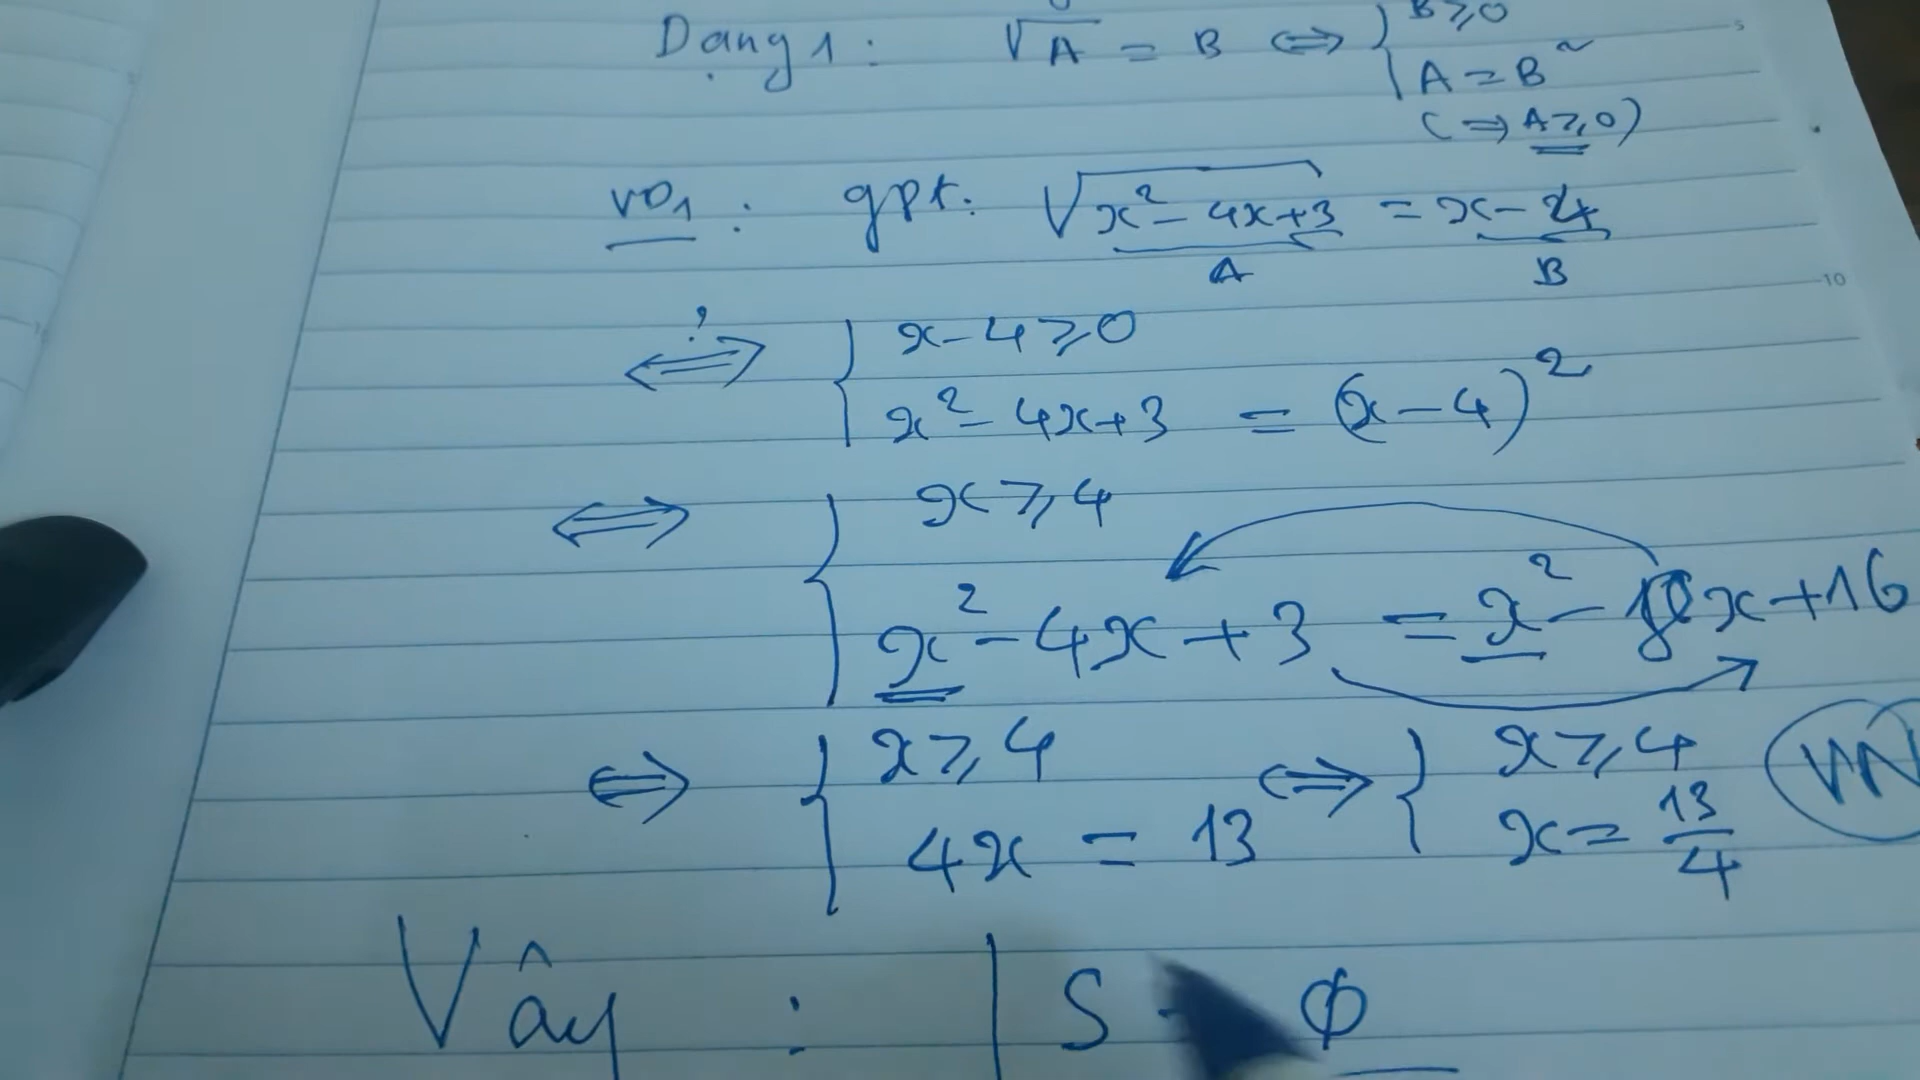 Dạng 1 : √A = B ⇔ { B ⩾ 0
A = B²
( ⇒ A ⩾ 0 )
VD1 : gpt: √x² - 4x + 3 = x - 4
A B
⇔ ? { x - 4 ⩾ 0
x² - 4x + 3 = (x - 4)²
⇔ { x ⩾ 4
x² - 4x + 3 = x² - 8x + 16
⇔ { x ⩾ 4 ⇔ { x ⩾ 4 VN
4x = 13 x = 13/4
Vây : | S = ϕ